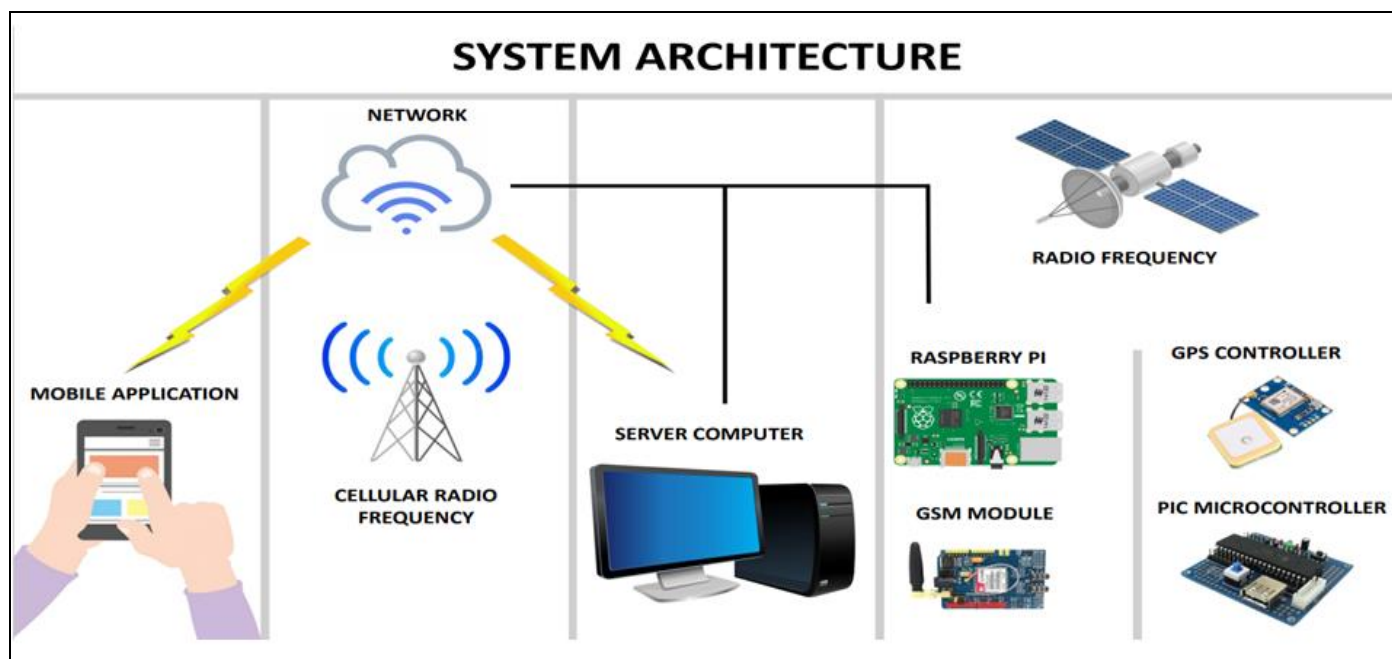 SYSTEM ARCHITECTURE
NETWORK
RADIO FREQUENCY
MOBILE APPLICATION
CELLULAR RADIO
FREQUENCY
SERVER COMPUTER
RASPBERRY PI
GPS CONTROLLER
GSM MODULE
PIC MICROCONTROLLER